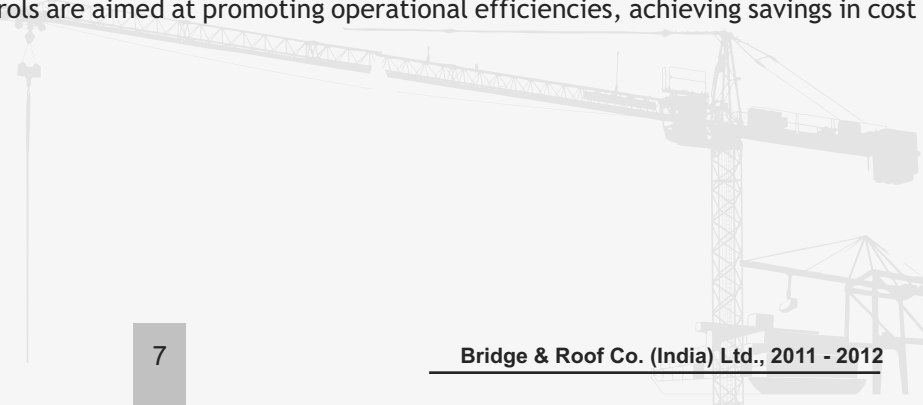 rols are aimed at promoting operational efficiencies, achieving savings in cost
7
Bridge & Roof Co. (India) Ltd., 2011 - 2012